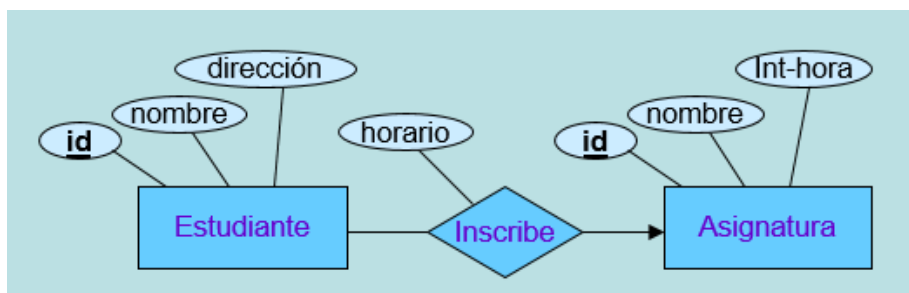 dirección
Int-hora
nombre
nombre
id
horario
id
Estudiante
Inscribe
Asignatura